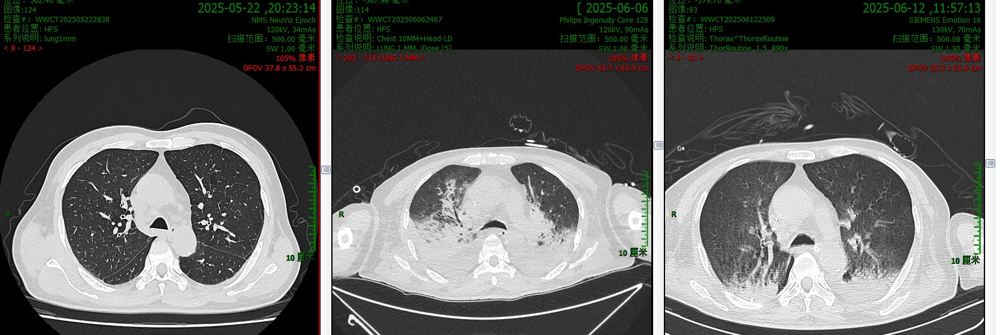 图像:124
检查#: WWCT202505222838
患者位置: HFS
系列说明: lung1mm
< 9 - 124 >
2025-05-22 ,20:23:14
NMS NeuViz Epoch
120kV, 34mAs
扫描范围: 500.00 毫米
SW 1.00 毫米
105% 像素
DFOV 37.8 x 55.3 cm
R
10 厘米
图像:114
检查#: WWCT202506062467
患者位置: HFS
检查说明: Chest 10MM+Head-LD
系列说明: LUNG 1 MM, iDose (5)
< 203 - 114 LUNG 1 MM >
[ 2025-06-06
Philips Ingenuity Core 128
120kV, 90mAs
扫描范围: 500.00 毫米
SW 1.00 毫米
105% 像素
DFOV 42.7 x 62.5 cm
R
10 厘米
图像:93
检查#: WWCT202506122509
患者位置: HFS
检查说明: Thorax^ThoraxRoutine
系列说明: ThorRoutine 1.5 B90s
< 4 - 93 >
2025-06-12 ,11:57:13
SIEMENS Emotion 16
130kV, 70mAs
扫描范围: 500.08 毫米
SW 1.50 毫米
105% 像素
DFOV 35.3 x 51.6 cm
R
10 厘米